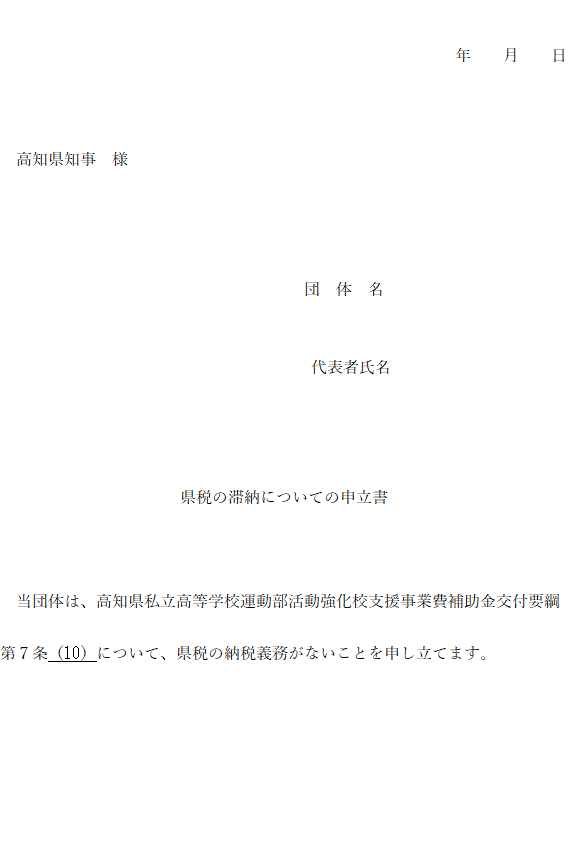 年　　月　　日
高知県知事　様
団　体　名
代表者氏名
県税の滞納についての申立書
当団体は、高知県私立高等学校運動部活動強化校支援事業費補助金交付要綱
第７条（10）について、県税の納税義務がないことを申し立てます。